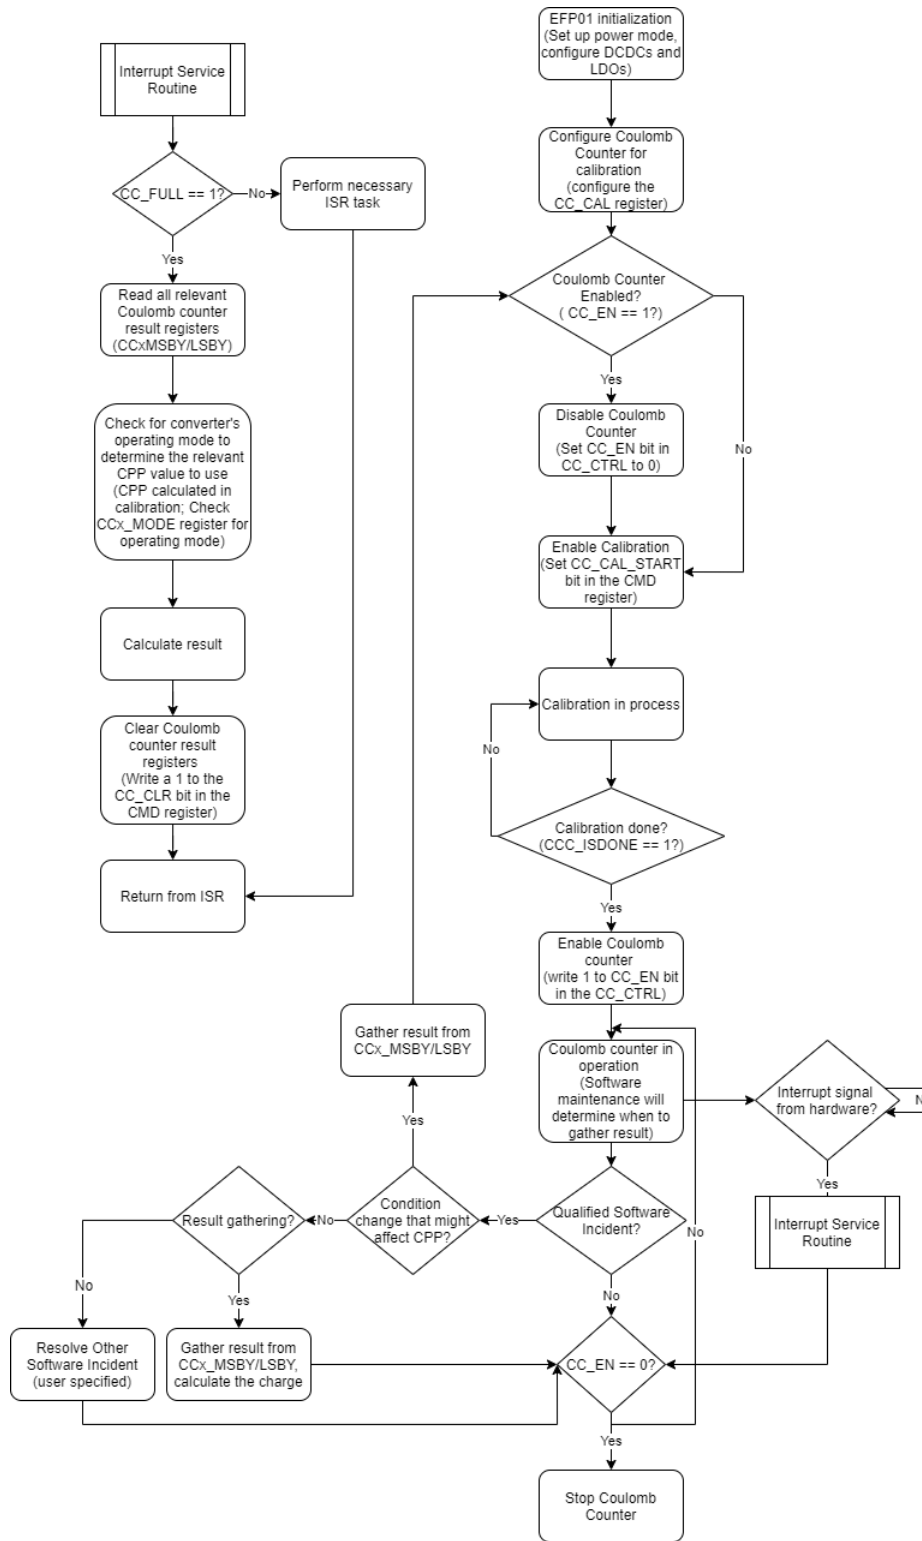 Interrupt Service
Routine
CC_FULL == 1?
No
Perform necessary
ISR task
Yes
Read all relevant
Coulomb counter
result registers
(CCxMSBY/LSBY)
Check for converter's
operating mode to
determine the relevant
CPP value to use
(CPP calculated in
calibration; Check
CCx_MODE register for
operating mode)
Calculate result
Clear Coulomb
counter result
registers
(Write a 1 to the
CC_CLR bit in the
CMD register)
Return from ISR
EFP01 initialization
(Set up power mode,
configure DCDCs and
LDOs)
Configure Coulomb
Counter for
calibration
(configure the
CC_CAL register)
Coulomb Counter
Enabled?
( CC_EN == 1?)
Yes
No
Disable Coulomb
Counter
(Set CC_EN bit in
CC_CTRL to 0)
Enable Calibration
(Set CC_CAL_START
bit in the CMD
register)
Calibration in process
No
Calibration done?
(CCC_ISDONE == 1?)
Yes
Enable Coulomb
counter
(write 1 to CC_EN bit
in the CC_CTRL)
Coulomb counter in
operation
(Software
maintenance will
determine when to
gather result)
Interrupt signal
from hardware?
N
Yes
Interrupt Service
Routine
Qualified Software
Incident?
Yes
No
No
Condition
change that might
affect CPP?
Yes
Gather result from
CCx_MSBY/LSBY
No
Result gathering?
No
Yes
Resolve Other
Software Incident
(user specified)
Gather result from
CCx_MSBY/LSBY,
calculate the charge
CC_EN == 0?
Yes
Stop Coulomb
Counter